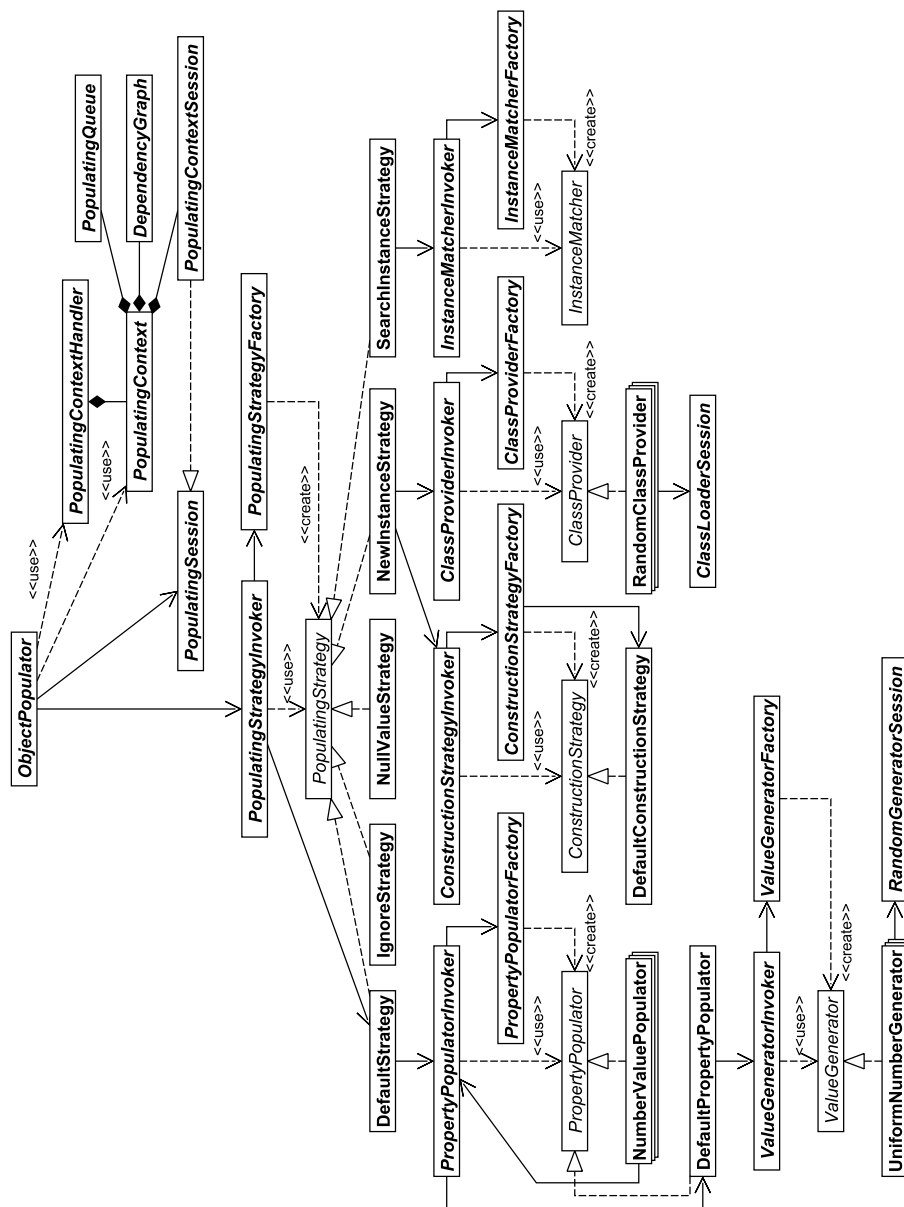 PopulatingQueue
DependencyGraph
PopulatingContextSession
PopulatingContextHandler
<<use>>
PopulatingContext
<<use>>
PopulatingSession
ObjectPopulator
PopulatingStrategyFactory
<<create>>
PopulatingStrategyInvoker
<<use>>
PopulatingStrategy
SearchInstanceStrategy
NewInstanceStrategy
NullValueStrategy
IgnoreStrategy
DefaultStrategy
InstanceMatcherInvoker
InstanceMatcherFactory
<<use>>
<<create>>
InstanceMatcher
ClassProviderInvoker
ClassProviderFactory
<<use>>
<<create>>
ClassProvider
RandomClassProvider
ClassLoaderSession
ConstructionStrategyInvoker
ConstructionStrategyFactory
<<use>>
<<create>>
ConstructionStrategy
DefaultConstructionStrategy
PropertyPopulatorInvoker
PropertyPopulatorFactory
<<use>>
<<create>>
PropertyPopulator
NumberValuePopulator
DefaultPropertyPopulator
ValueGeneratorInvoker
ValueGeneratorFactory
<<use>>
<<create>>
ValueGenerator
UniformNumberGenerator
RandomGeneratorSession